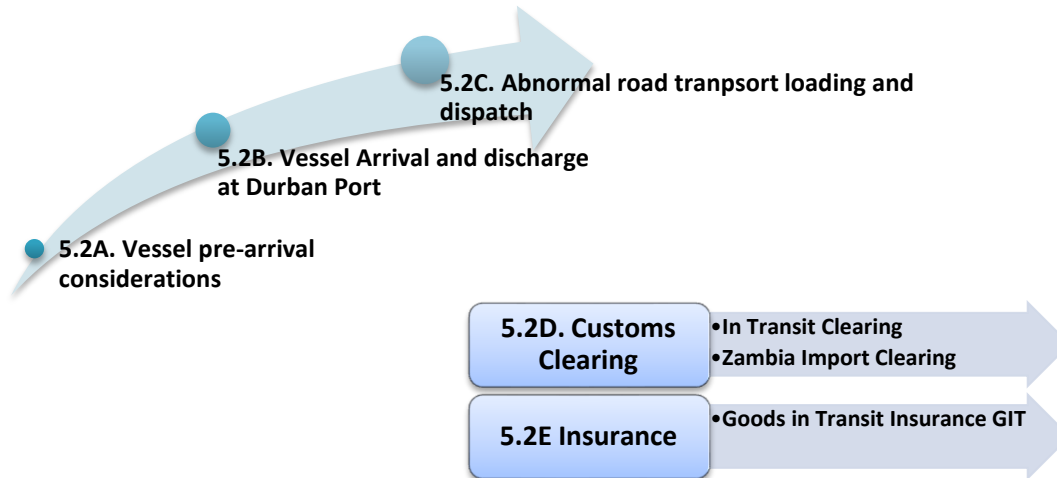 5.2C. Abnormal road tranpsort loading and
dispatch
5.2B. Vessel Arrival and discharge
at Durban Port
5.2A. Vessel pre-arrival
considerations
5.2D. Customs
Clearing
•In Transit Clearing
•Zambia Import Clearing
5.2E Insurance
•Goods in Transit Insurance GIT